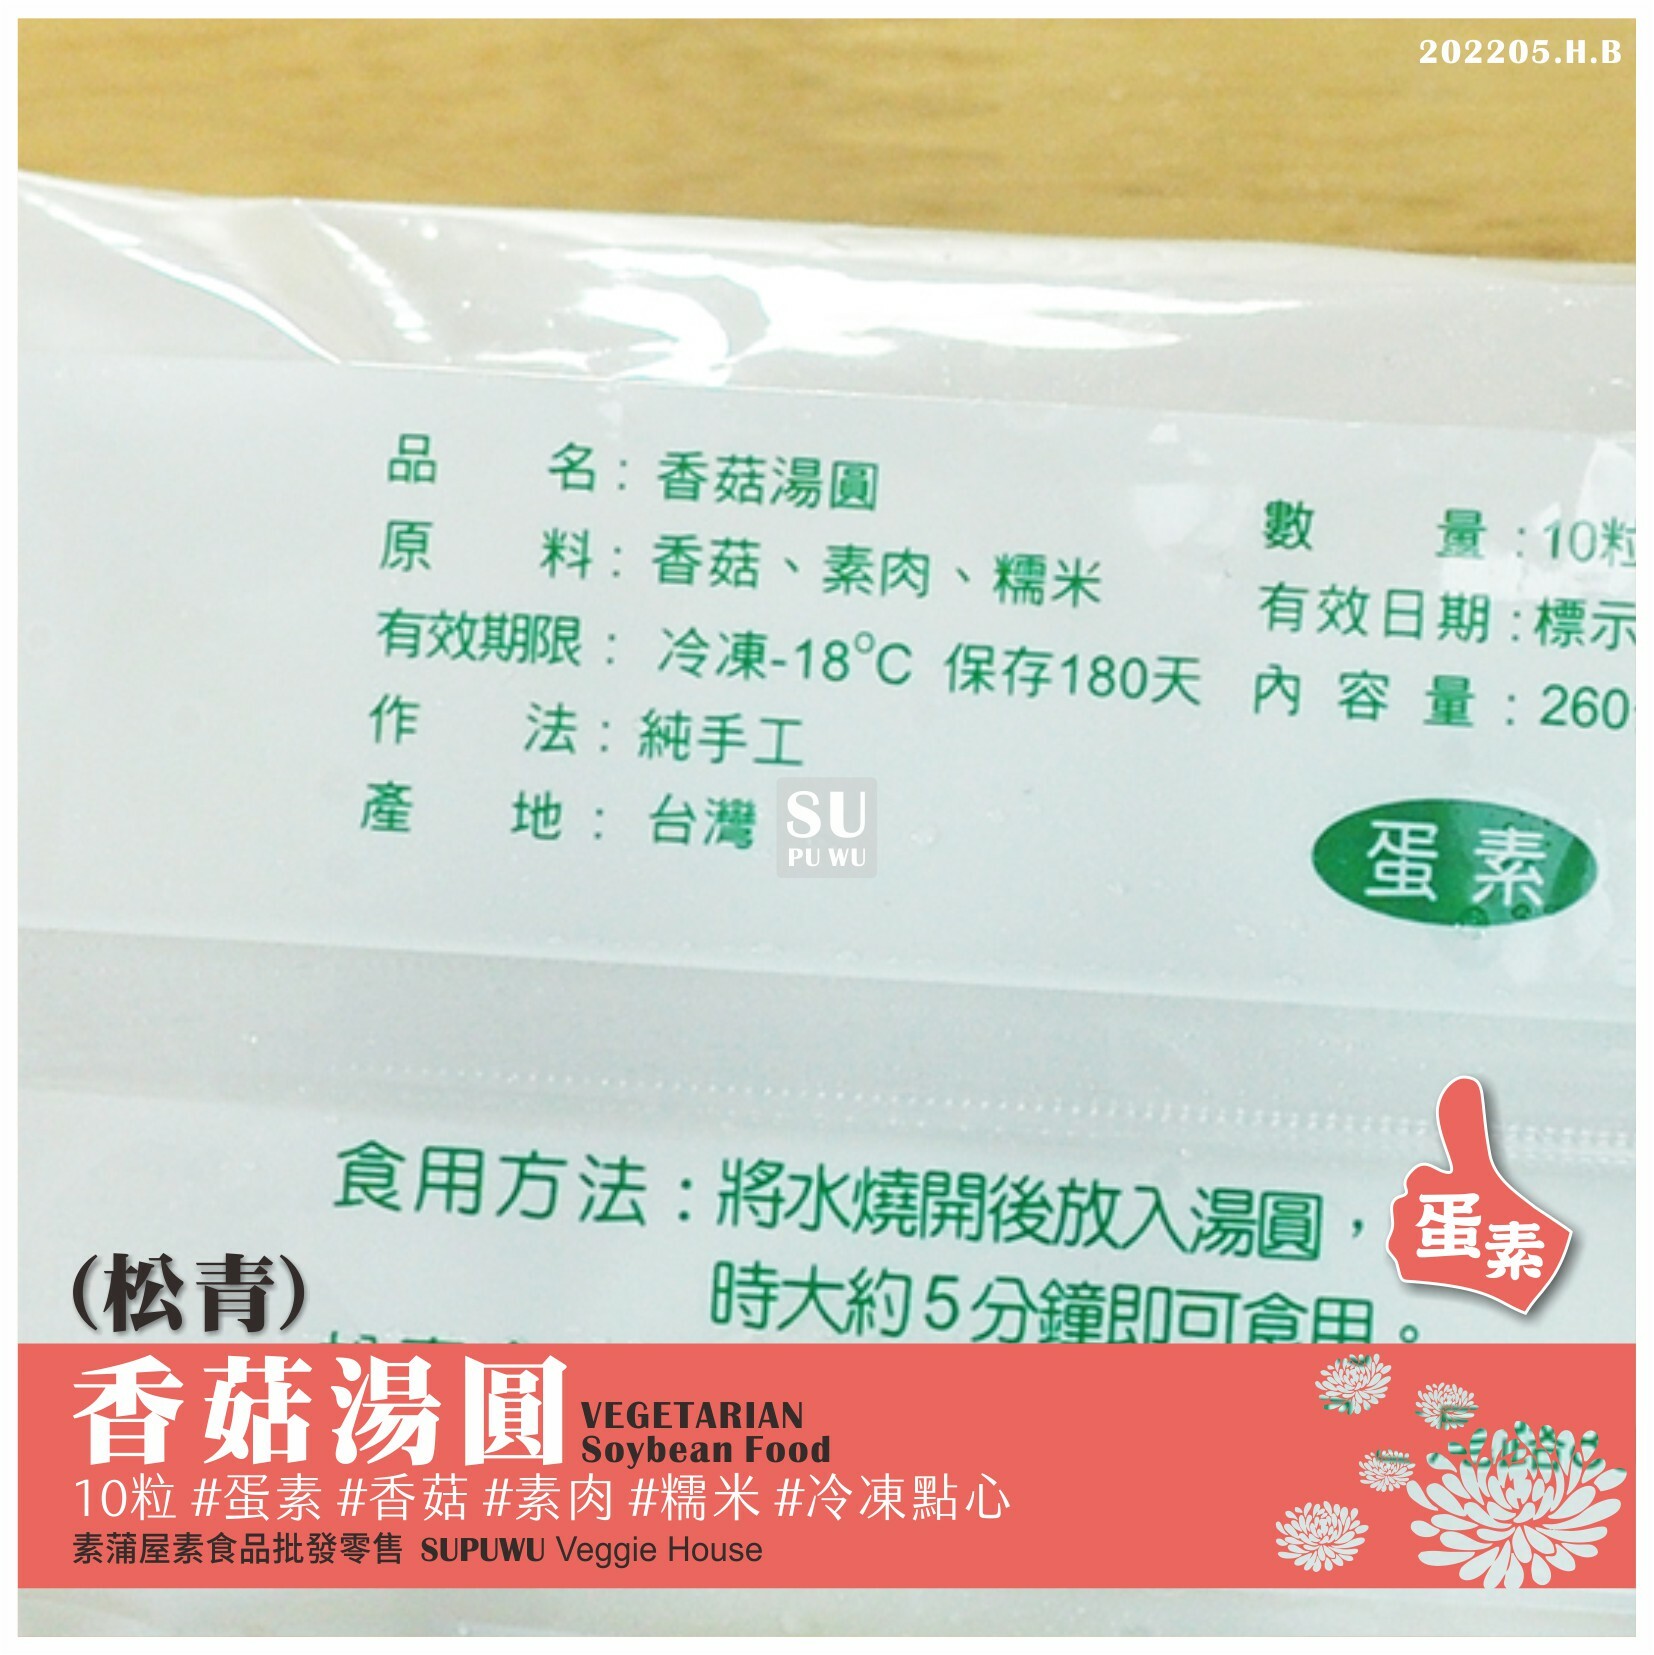 202205.H.B
品名：香菇湯圓
原料：香菇、素肉、糯米
有效期限：冷凍-18°C 保存180天
作法：純手工
產地：台灣
數量：10粒
有效日期：標示
內容量：260
蛋素
SU
PU WU
食用方法：將水燒開後放入湯圓，
時大約5分鐘即可食用。
蛋素
(松青)
香菇湯圓
VEGETARIAN
Soybean Food
10粒 #蛋素 #香菇 #素肉 #糯米 #冷凍點心
素蒲屋素食品批發零售 SUPUWU Veggie House